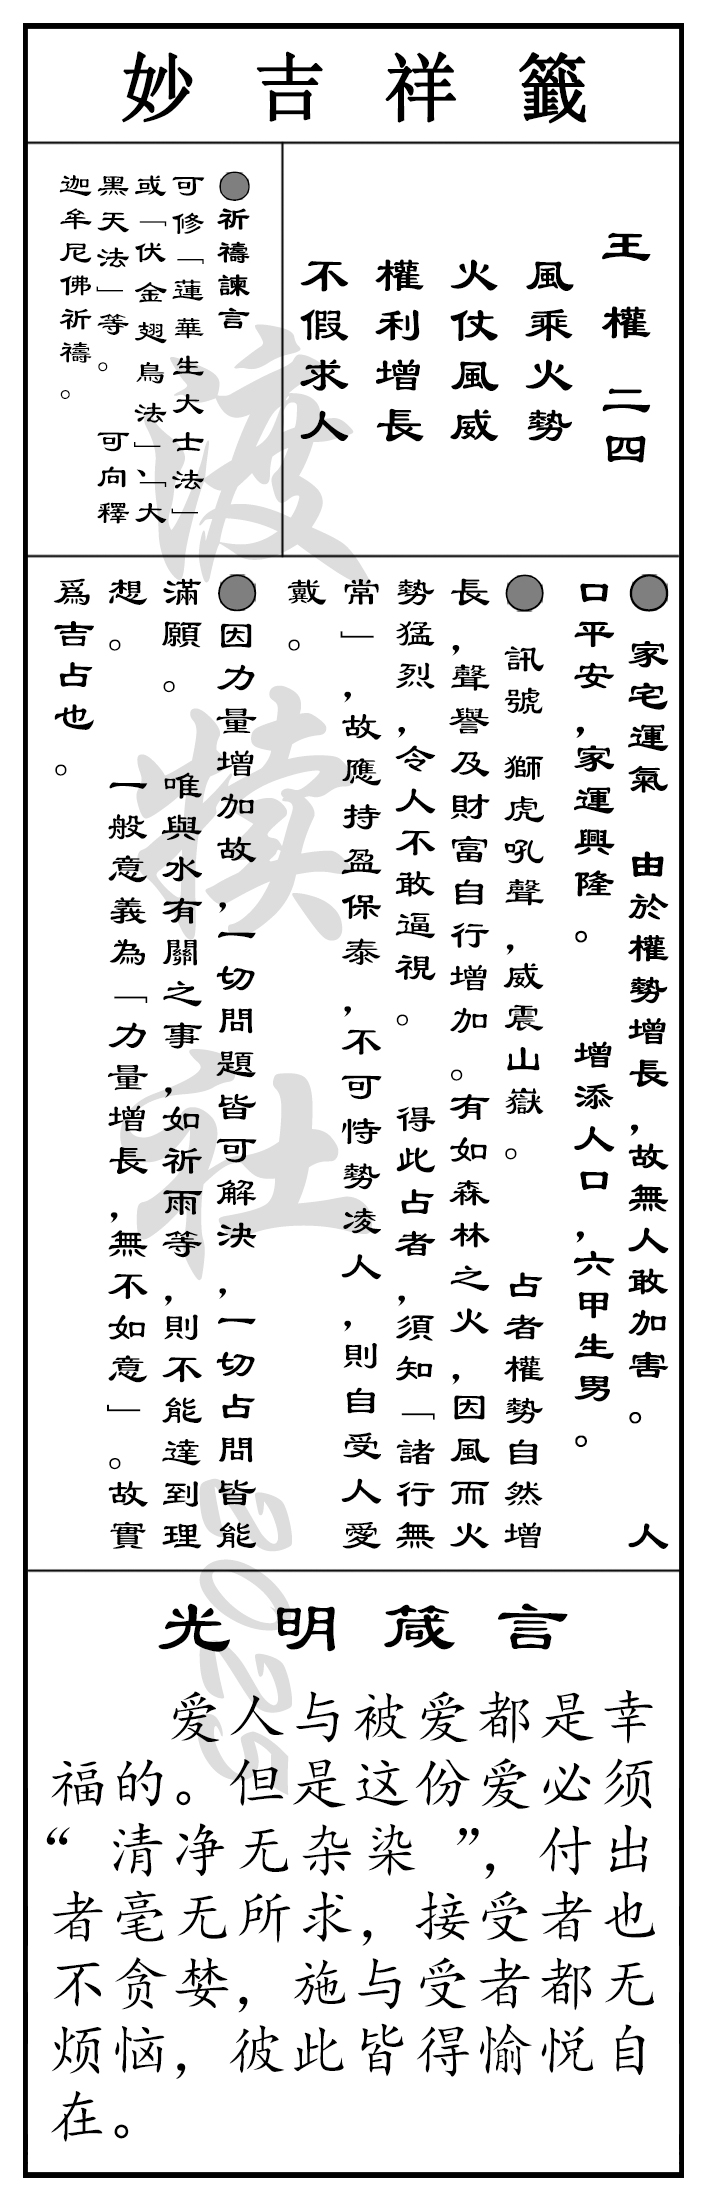 妙吉祥籤
王權 二四
風乘火勢
火仗風威
權利增長
不假求人
●祈禱諫言
可修「蓮華生大士法」
或「伏金翅鳥法」、「大
黑天法」等。 可向釋
迦牟尼佛祈禱。
● 家宅運氣 由於權勢增長,故無人敢加害。 人
口平安,家運興隆。 增添人口,六甲生男。
● 訊號 獅虎吼聲,威震山嶽。 占者權勢自然增
長,聲譽及財富自行增加。有如森林之火,因風而火
勢猛烈,令人不敢逼視。 得此占者,須知「諸行無
常」,故應持盈保泰,不可恃勢凌人,則自受人愛
戴。
●因力量增加故,一切問題皆可解決,一切占問皆能
滿願。 唯與水有關之事,如祈雨等,則不能達到理
想。 一般意義為「力量增長,無不如意」。故實
爲吉占也。
光明箴言
爱人与被爱都是幸
福的。但是这份爱必须
“ 清净无杂染 ”，付出
者毫无所求，接受者也
不贪婪，施与受者都无
烦恼，彼此皆得愉悦自
在。
渡犊社 2025